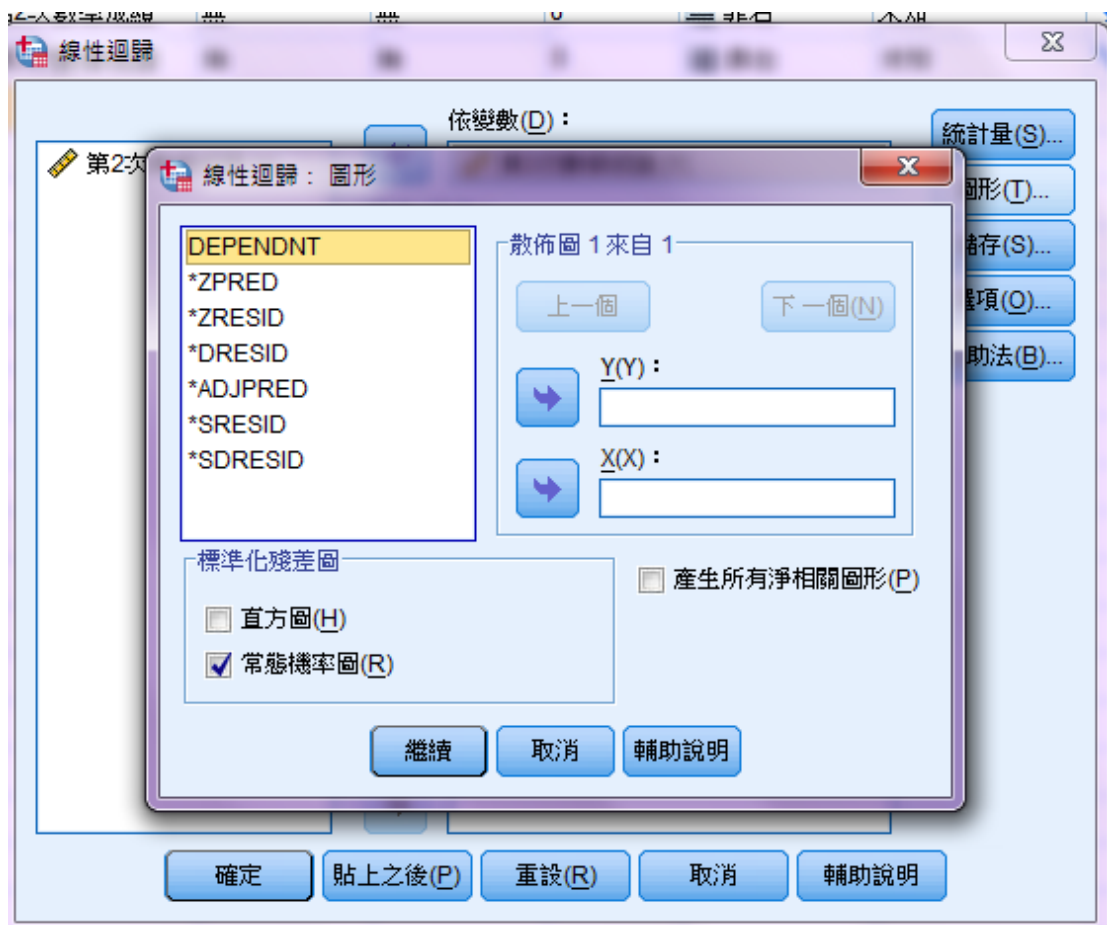 線性迴歸
依變數(D)：
統計量(S)...
第2次
線性迴歸： 圖形
圖形(T)...
儲存(S)...
選項(O)...
助法(B)...
DEPENDNT
*ZPRED
*ZRESID
*DRESID
*ADJPRED
*SRESID
*SDRESID
散佈圖 1 來自 1
上一個
下一個(N)
Y(Y)：
X(X)：
標準化殘差圖
直方圖(H)
常態機率圖(R)
產生所有淨相關圖形(P)
繼續
取消
輔助說明
確定
貼上之後(P)
重設(R)
取消
輔助說明